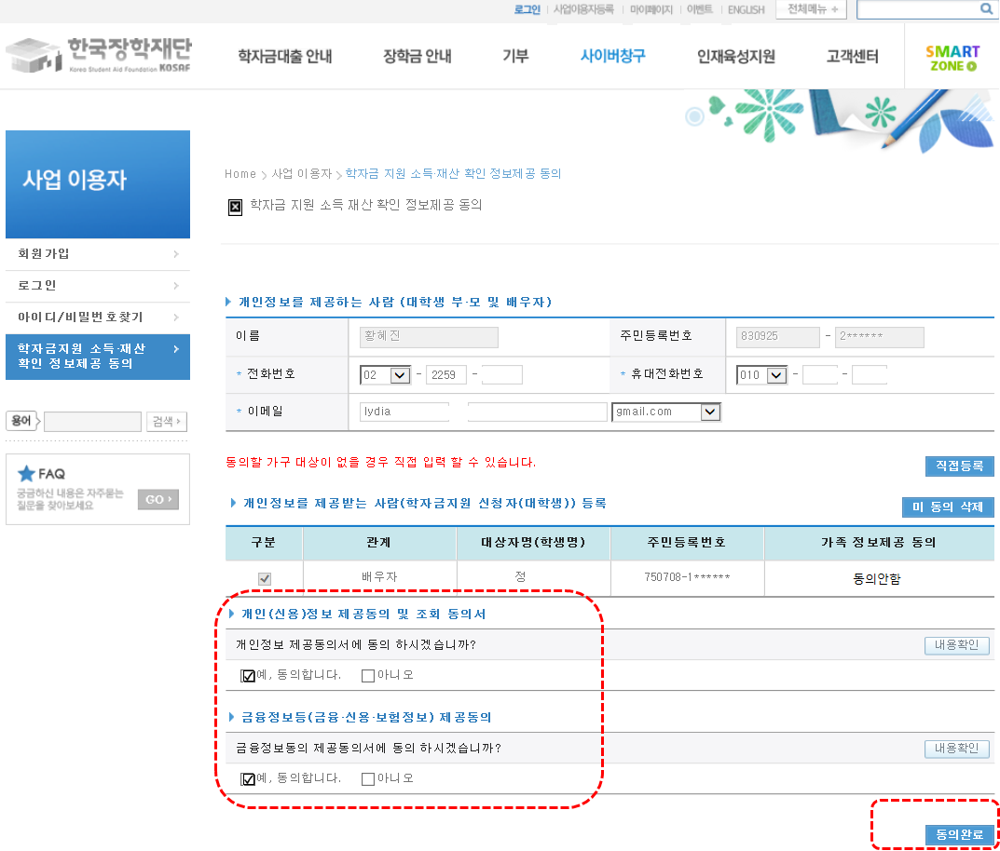 로그인 사업이용자등록 마이페이지 이벤트 ENGLISH 전체메뉴 +
한국장학재단
Korea Student Aid Foundation KOSAF
학자금대출 안내 장학금 안내 기부 사이버창구 인재육성지원 고객센터
SMART
ZONE
사업 이용자
회원가입
로그인
아이디/비밀번호찾기
학자금지원 소득·재산
확인 정보제공 동의
용어 검색
FAQ
궁금하신 내용은 자주묻는
질문을 찾아보세요
GO
Home > 사업 이용자 > 학자금 지원 소득·재산 확인 정보제공 동의
학자금 지원 소득 재산 확인 정보제공 동의
개인정보를 제공하는 사람 (대학생 부·모 및 배우자)
이름 황혜진 주민등록번호 830925 - 2******
* 전화번호 02 - 2259 - * 휴대전화번호 010 - -
* 이메일 lydia gmail.com
동의할 가구 대상이 없을 경우 직접 입력 할 수 있습니다.
직접등록
개인정보를 제공받는 사람(학자금지원 신청자(대학생)) 등록
미 동의 삭제
구분 관계 대상자명(학생명) 주민등록번호 가족 정보제공 동의
배우자 정 750708-1****** 동의안함
개인(신용)정보 제공동의 및 조회 동의서
개인정보 제공동의서에 동의 하시겠습니까? 내용확인
예, 동의합니다. 아니오
금융정보등(금융·신용·보험정보) 제공동의
금융정보동의 제공동의서에 동의 하시겠습니까? 내용확인
예, 동의합니다. 아니오
동의완료